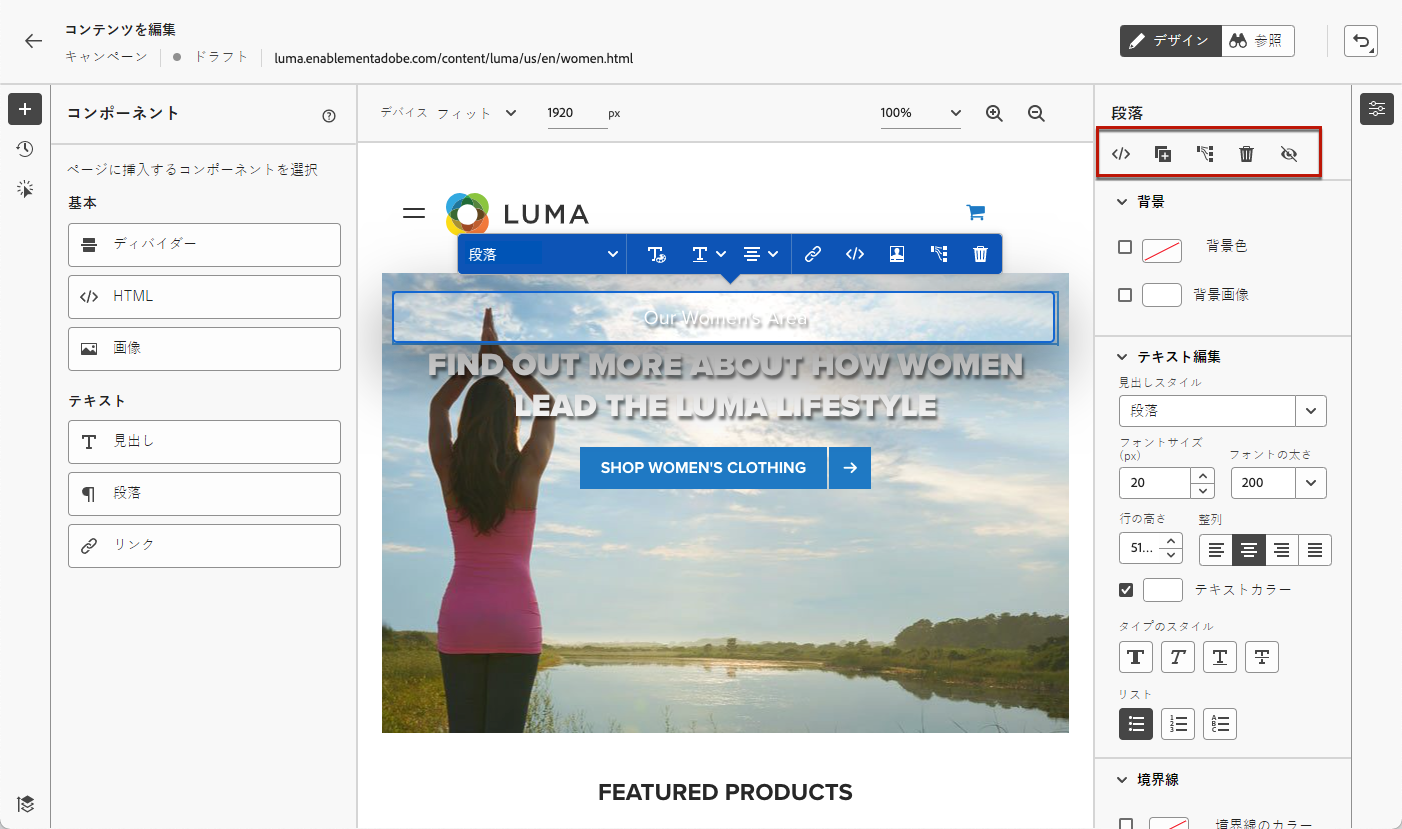 コンテンツを編集
キャンペーン ドラフト luma.enablementadobe.com/content/luma/us/en/women.html
デザイン 参照
コンポーネント
ページに挿入するコンポーネントを選択
基本
ディバイダー
HTML
画像
テキスト
見出し
段落
リンク
デバイス フィット 1920 px 100%
LUMA
段落
Our Women's Area
FIND OUT MORE ABOUT HOW WOMEN
LEAD THE LUMA LIFESTYLE
SHOP WOMEN'S CLOTHING
FEATURED PRODUCTS
段落
背景
背景色
背景画像
テキスト編集
見出しスタイル
段落
フォントサイズ
(px)
フォントの太さ
20
200
行の高さ 整列
51...
テキストカラー
タイプのスタイル
リスト
境界線
境界線のカラー